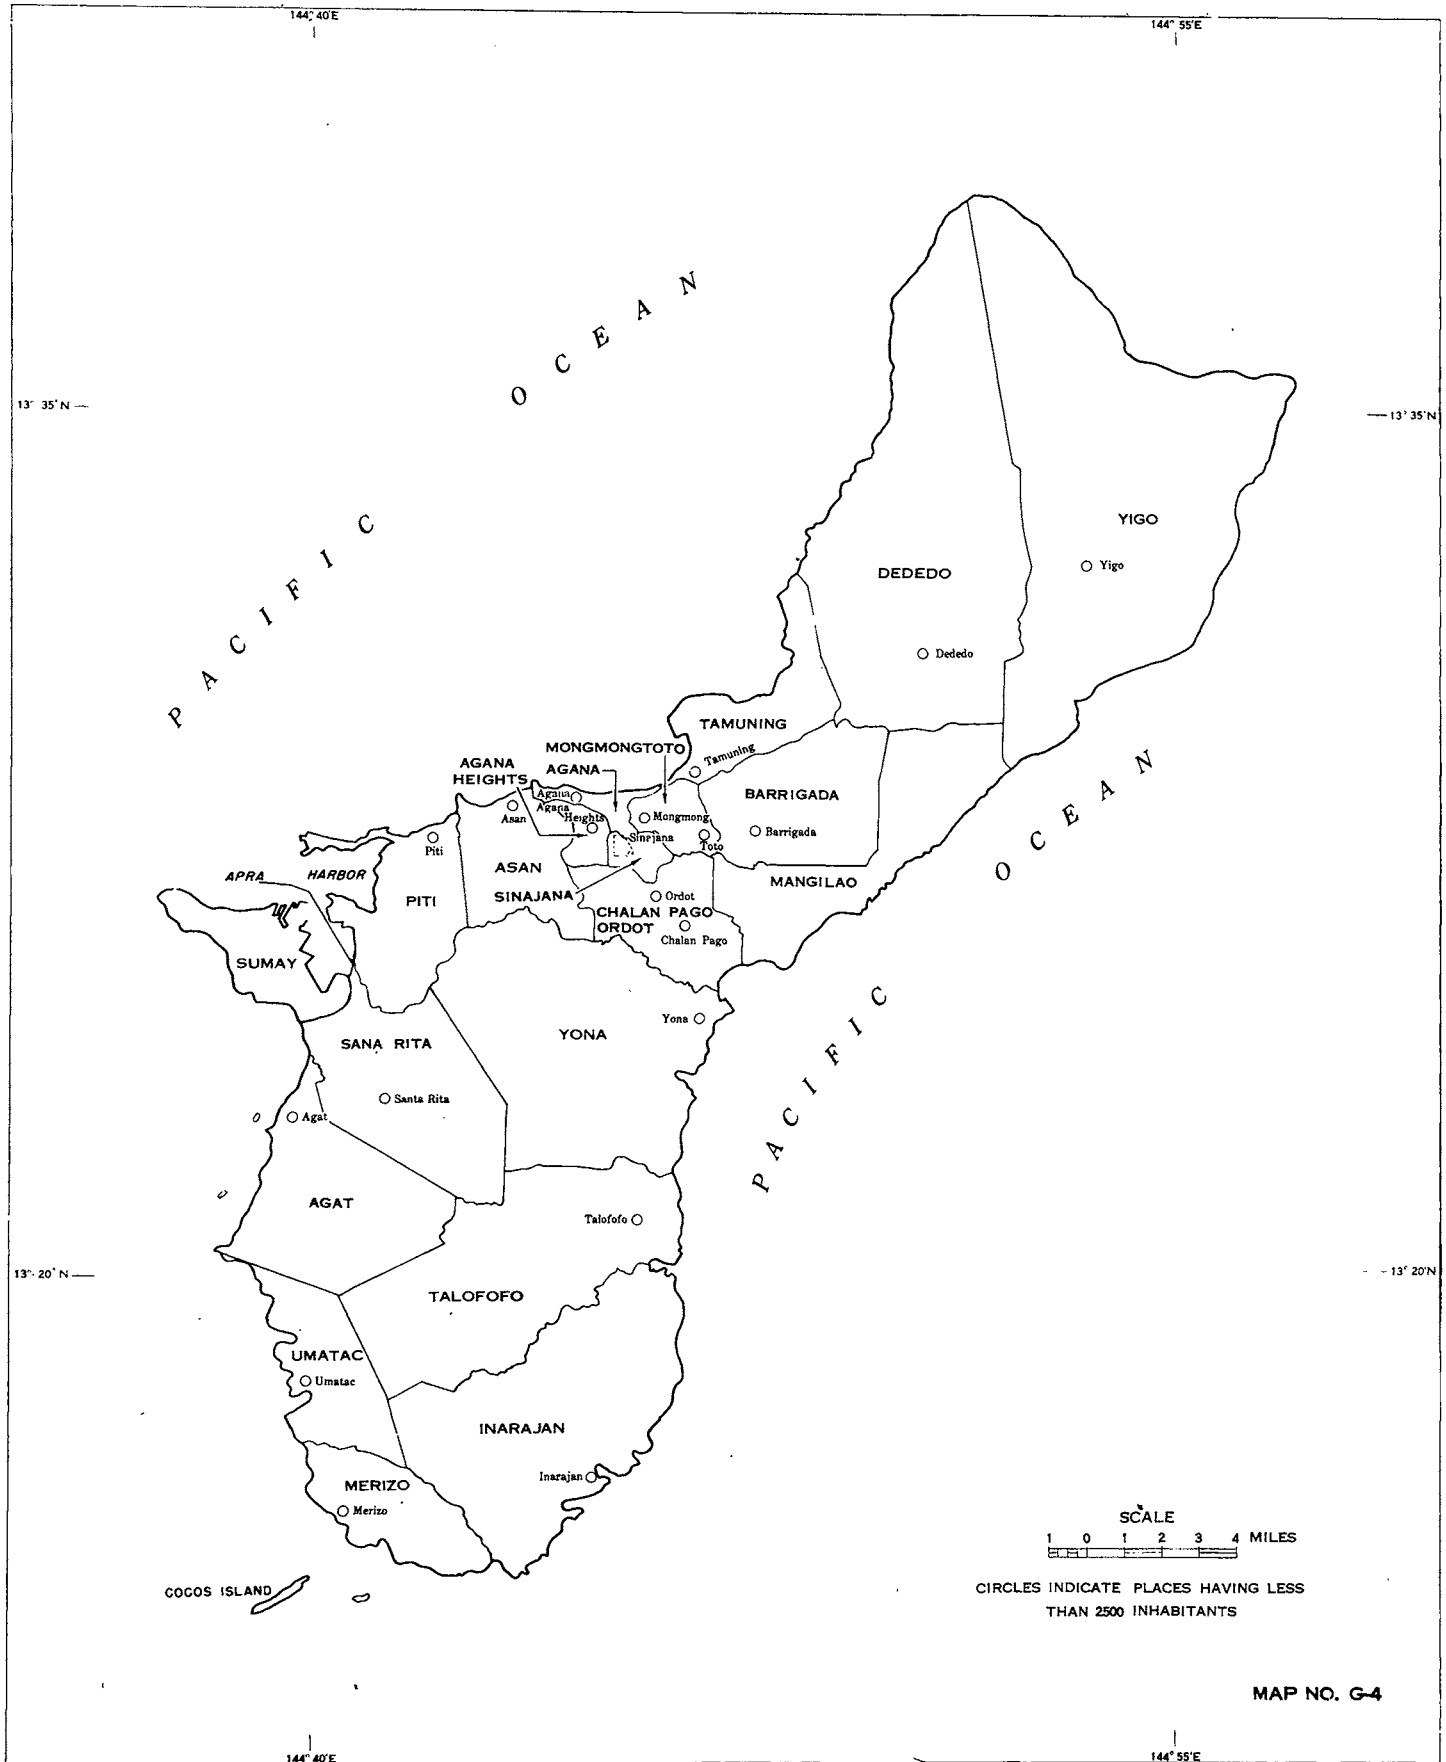 144° 40'E
144° 55'E
PACIFIC OCEAN
13° 35'N
13° 35'N
YIGO
Yigo
DEDEDO
Dededo
TAMUNING
Tamuning
MONGMONGTOTO
AGANA
AGANA
HEIGHTS
Agana
Agana
Heights
Asan
Mongmong
Sinajana
Toto
BARRIGADA
Barrigada
Piti
APRA
HARBOR
ASAN
PITI
SINAJANA
MANGILAO
Ordot
CHALAN PAGO
ORDOT
Chalan Pago
SUMAY
PACIFIC OCEAN
Yona
YONA
SANA RITA
Santa Rita
Agat
AGAT
Talofofo
13° 20'N
13° 20'N
TALOFOFO
UMATAC
Umatac
INARAJAN
Inarajan
MERIZO
Merizo
COCOS ISLAND
SCALE
1 0 1 2 3 4 MILES
CIRCLES INDICATE PLACES HAVING LESS
THAN 2500 INHABITANTS
MAP NO. G-4
144° 40'E
144° 55'E